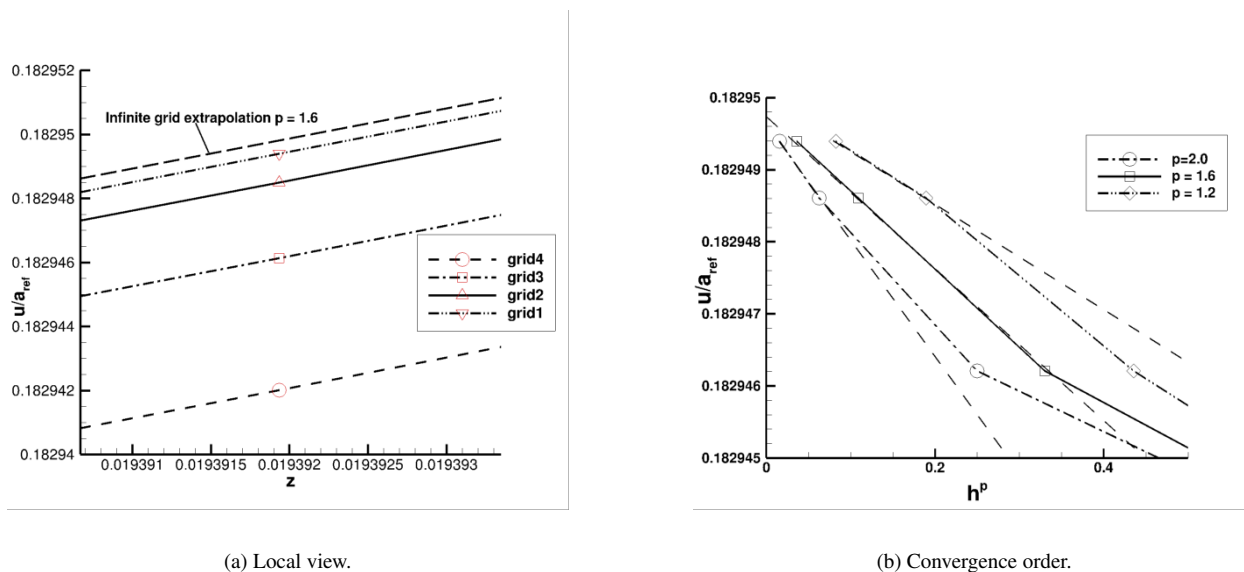 0.182952
0.18295
0.182948
0.182946
0.182944
0.182942
0.18294
u/a_ref
Infinite grid extrapolation p = 1.6
grid4
grid3
grid2
grid1
0.019391
0.0193915
0.019392
0.0193925
0.019393
z
(a) Local view.
0.18295
0.182949
0.182948
0.182947
0.182946
0.182945
u/a_ref
p=2.0
p = 1.6
p = 1.2
0
0.2
0.4
h^p
(b) Convergence order.